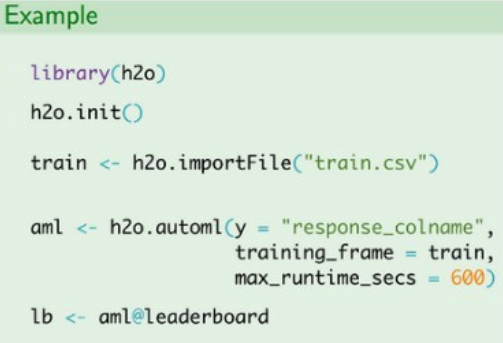 Example
library(h2o)
h2o.init()
train <- h2o.importFile("train.csv")
aml <- h2o.automl(y = "response_colname",
training_frame = train,
max_runtime_secs = 600)
lb <- aml@leaderboard